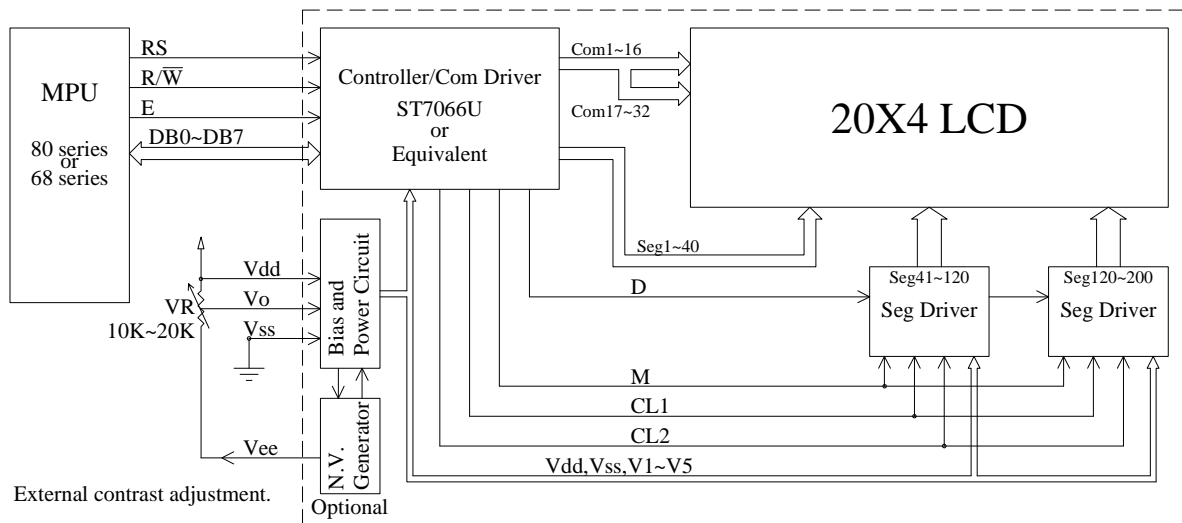 RS
R/W̅
E
DB0~DB7
MPU
80 series
or
68 series
Controller/Com Driver
ST7066U
or
Equivalent
Com1~16
Com17~32
20X4 LCD
Seg1~40
Seg41~120
Seg Driver
Seg120~200
Seg Driver
D
M
CL1
CL2
Vdd,Vss,V1~V5
Vdd
Vo
Vss
VR
10K~20K
Bias and
Power Circuit
N.V.
Generator
Vee
Optional
External contrast adjustment.